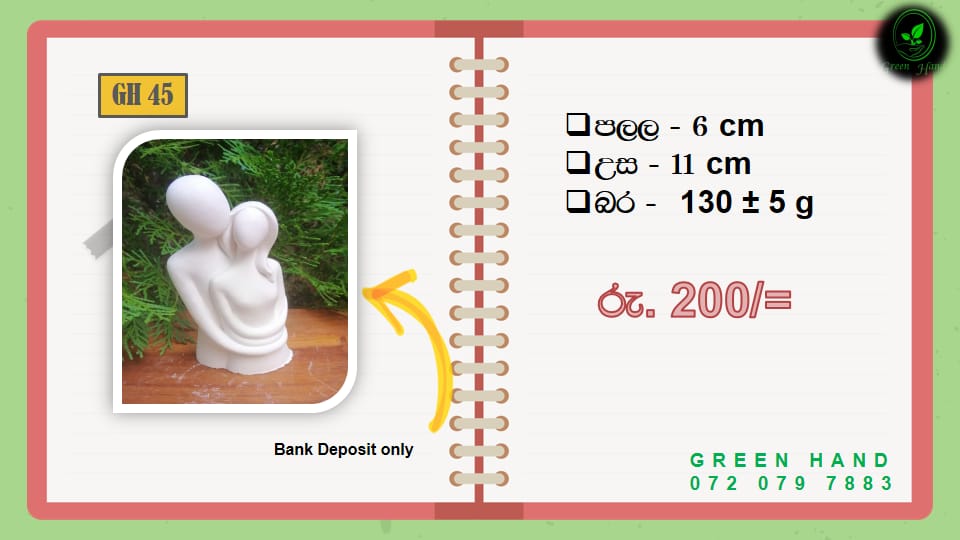 Green Hand
GH 45
❑පළල - 6 cm
❑උස - 11 cm
❑බර - 130 ± 5 g
රු. 200/=
Bank Deposit only
GREEN HAND
072 079 7883